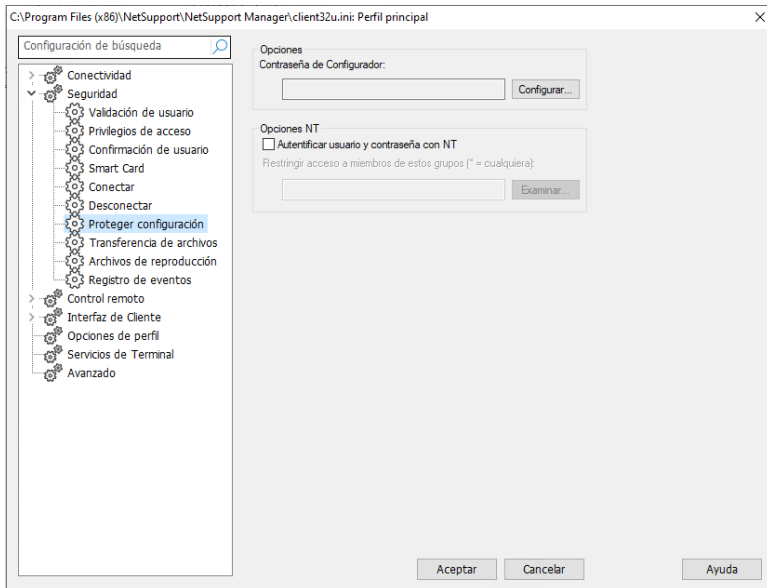 C:\Program Files (x86)\NetSupport\NetSupport Manager\client32u.ini: Perfil principal
Configuración de búsqueda
Conectividad
Seguridad
Validación de usuario
Privilegios de acceso
Confirmación de usuario
Smart Card
Conectar
Desconectar
Proteger configuración
Transferencia de archivos
Archivos de reproducción
Registro de eventos
Control remoto
Interfaz de Cliente
Opciones de perfil
Servicios de Terminal
Avanzado
Opciones
Contraseña de Configurador:
Configurar...
Opciones NT
Autentificar usuario y contraseña con NT
Restringir acceso a miembros de estos grupos (* = cualquiera):
Examinar...
Aceptar
Cancelar
Ayuda